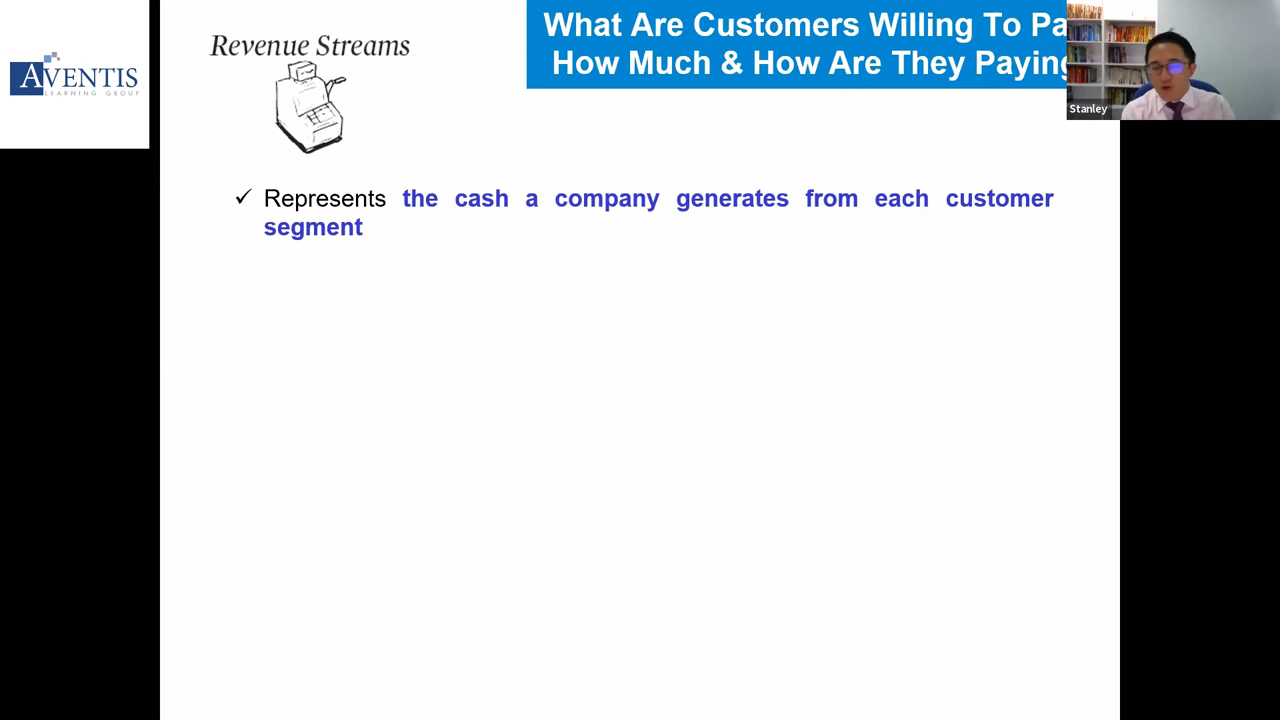 AVENTIS
LEARNING GROUP
Revenue Streams
What Are Customers Willing To Pa
How Much & How Are They Paying
Stanley
✓ Represents the cash a company generates from each customer
segment